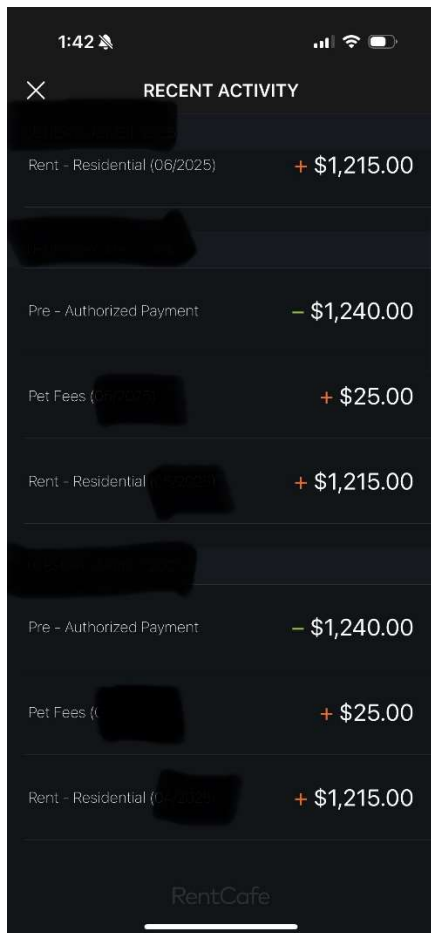 1:42
RECENT ACTIVITY
Rent - Residential (06/2025) + $1,215.00
Pre - Authorized Payment – $1,240.00
Pet Fees ( + $25.00
Rent - Residential + $1,215.00
Pre - Authorized Payment – $1,240.00
Pet Fees ( + $25.00
Rent - Residential ( + $1,215.00
RentCafe